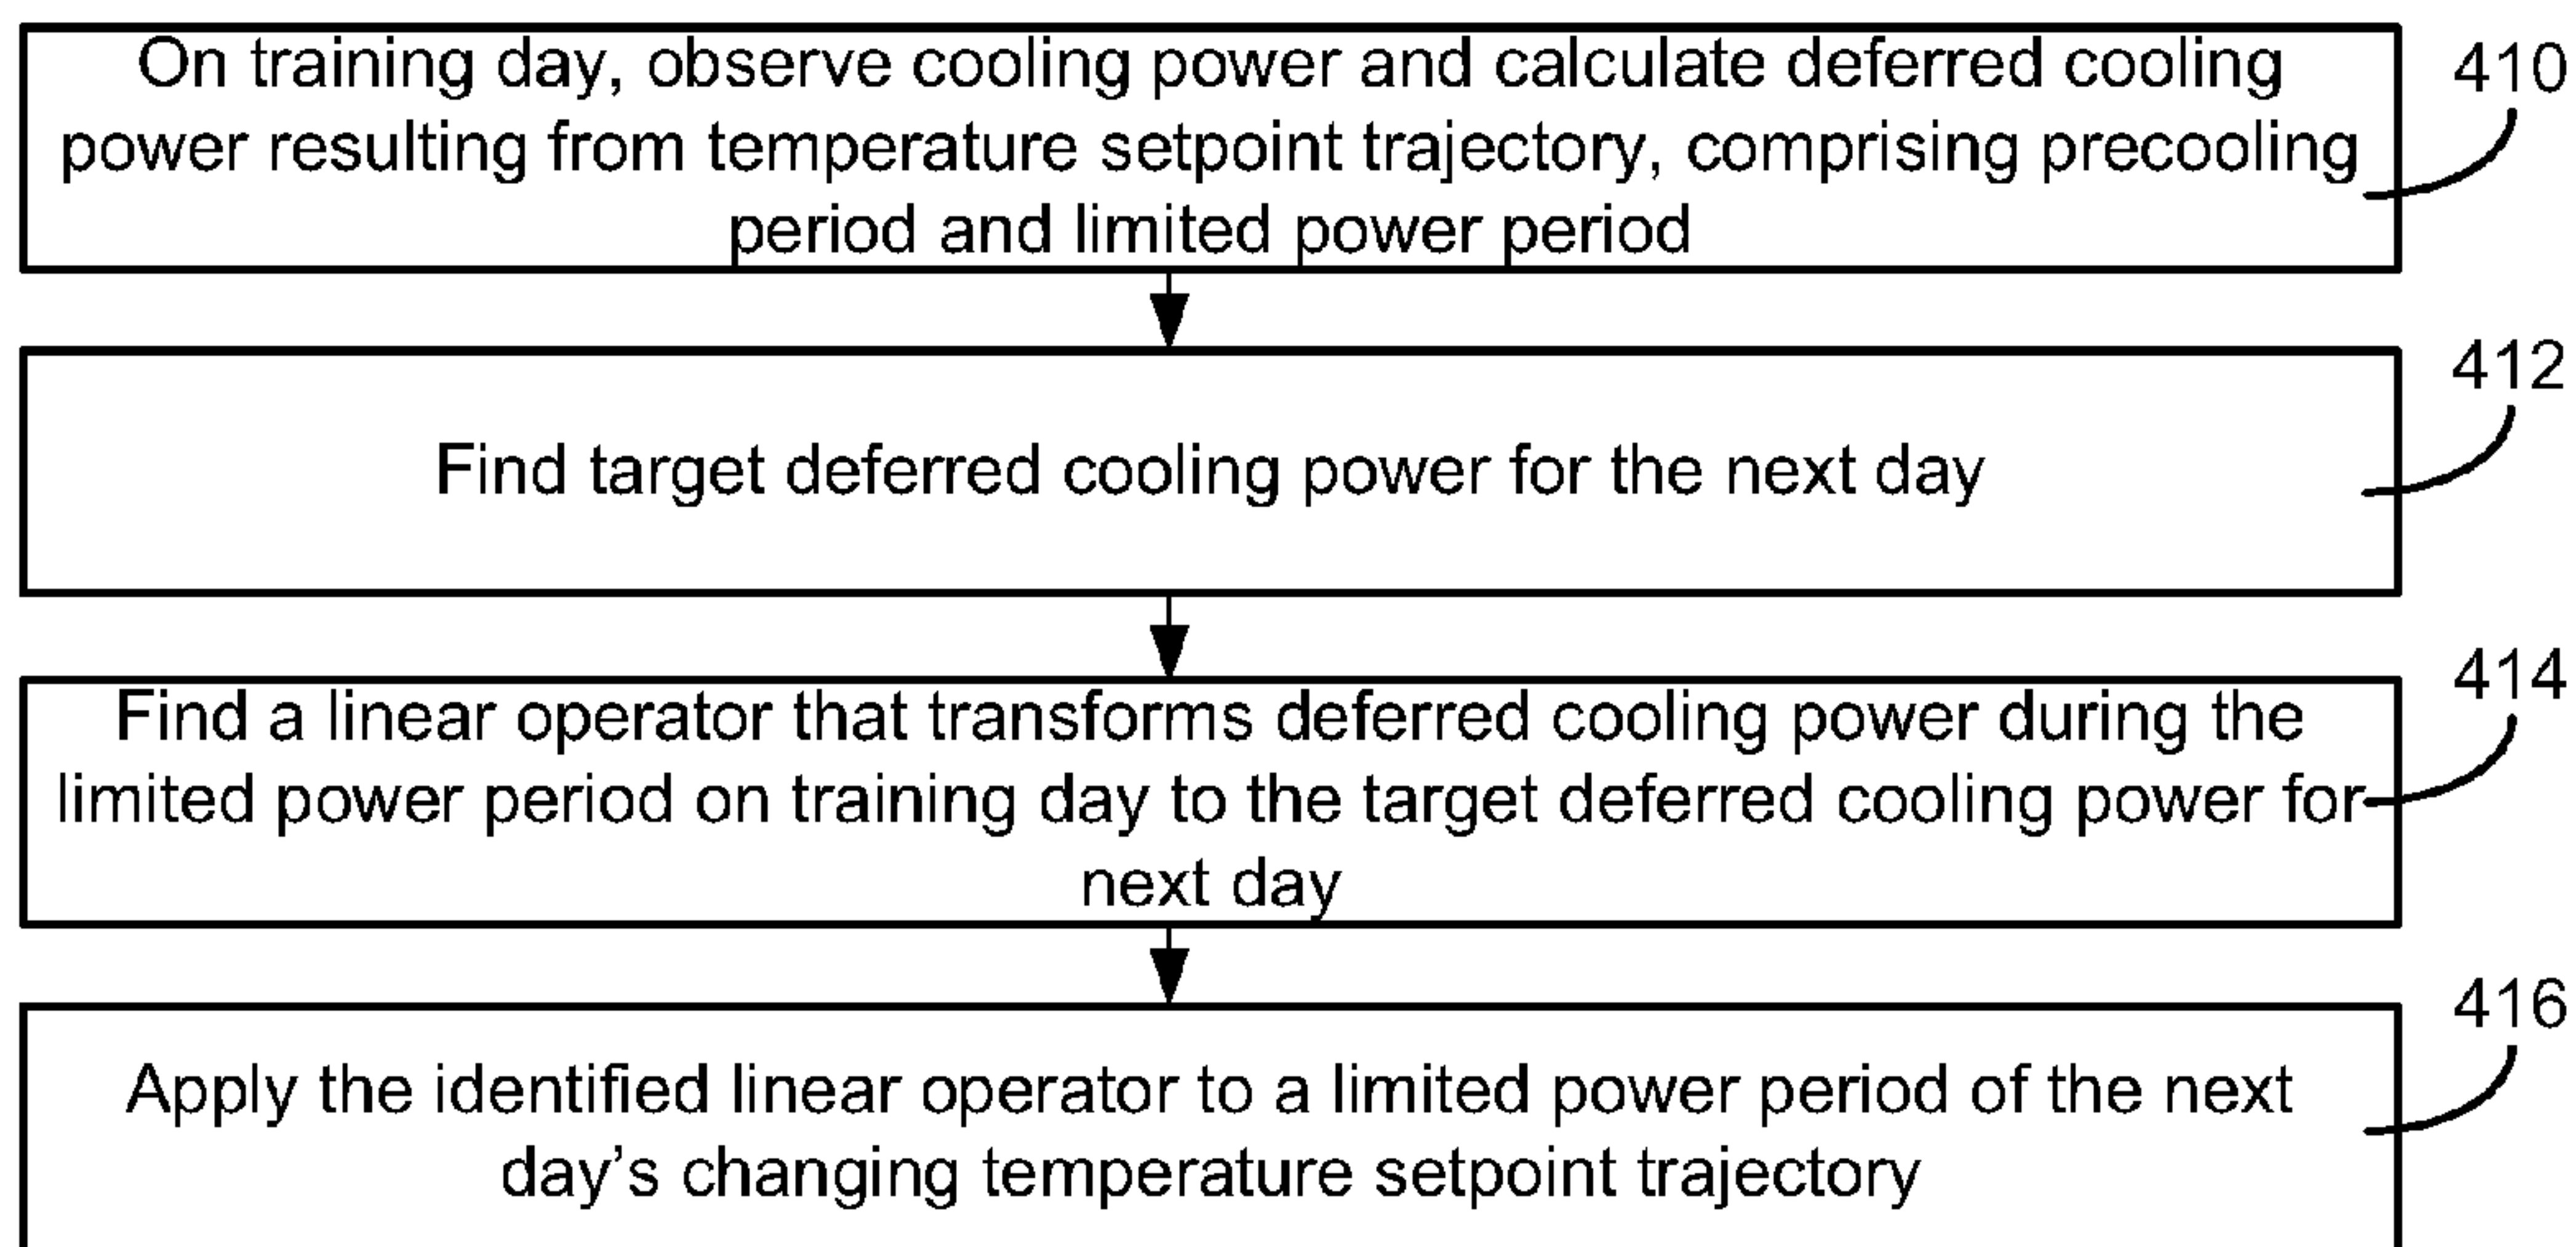 On training day, observe cooling power and calculate deferred cooling
power resulting from temperature setpoint trajectory, comprising precooling
period and limited power period
410
Find target deferred cooling power for the next day
412
Find a linear operator that transforms deferred cooling power during the
limited power period on training day to the target deferred cooling power for
next day
414
Apply the identified linear operator to a limited power period of the next
day’s changing temperature setpoint trajectory
416